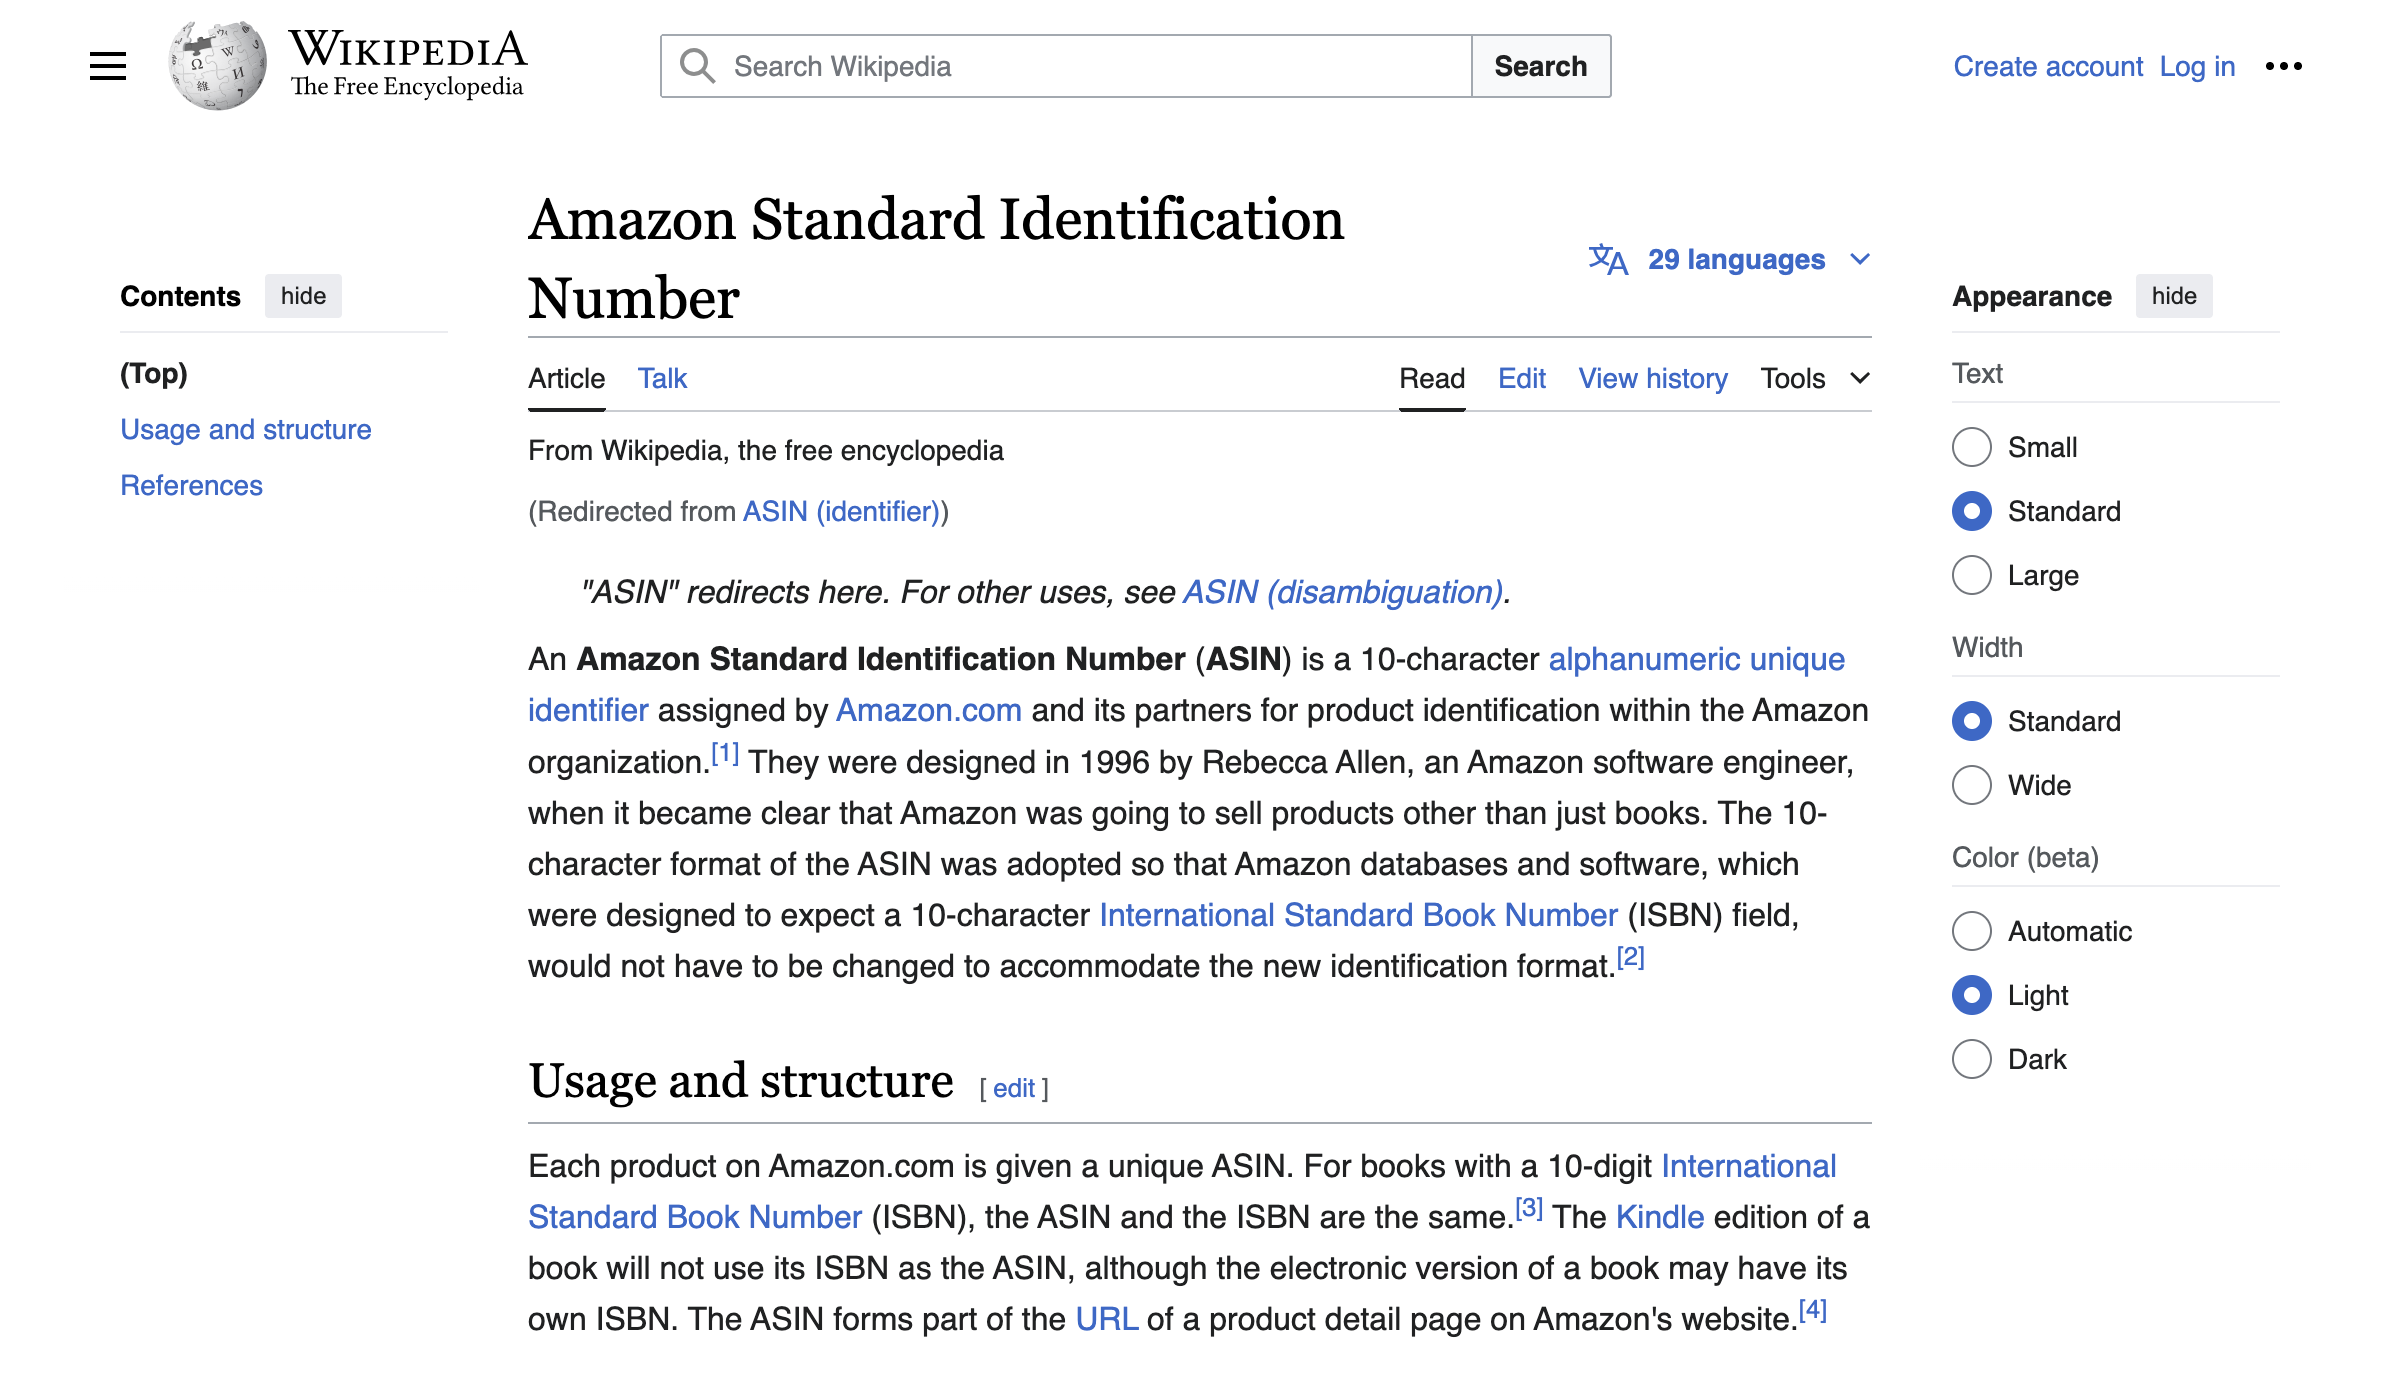 WIKIPEDIA
The Free Encyclopedia
Search Wikipedia
Search
Create account Log in
Contents hide
(Top)
Usage and structure
References
Amazon Standard Identification
Number
29 languages
Article Talk
Read Edit View history Tools
From Wikipedia, the free encyclopedia
(Redirected from ASIN (identifier))
"ASIN" redirects here. For other uses, see ASIN (disambiguation).
An Amazon Standard Identification Number (ASIN) is a 10-character alphanumeric unique
identifier assigned by Amazon.com and its partners for product identification within the Amazon
organization.[1] They were designed in 1996 by Rebecca Allen, an Amazon software engineer,
when it became clear that Amazon was going to sell products other than just books. The 10-
character format of the ASIN was adopted so that Amazon databases and software, which
were designed to expect a 10-character International Standard Book Number (ISBN) field,
would not have to be changed to accommodate the new identification format.[2]
Usage and structure [ edit ]
Each product on Amazon.com is given a unique ASIN. For books with a 10-digit International
Standard Book Number (ISBN), the ASIN and the ISBN are the same.[3] The Kindle edition of a
book will not use its ISBN as the ASIN, although the electronic version of a book may have its
own ISBN. The ASIN forms part of the URL of a product detail page on Amazon's website.[4]
Appearance hide
Text
Small
Standard
Large
Width
Standard
Wide
Color (beta)
Automatic
Light
Dark